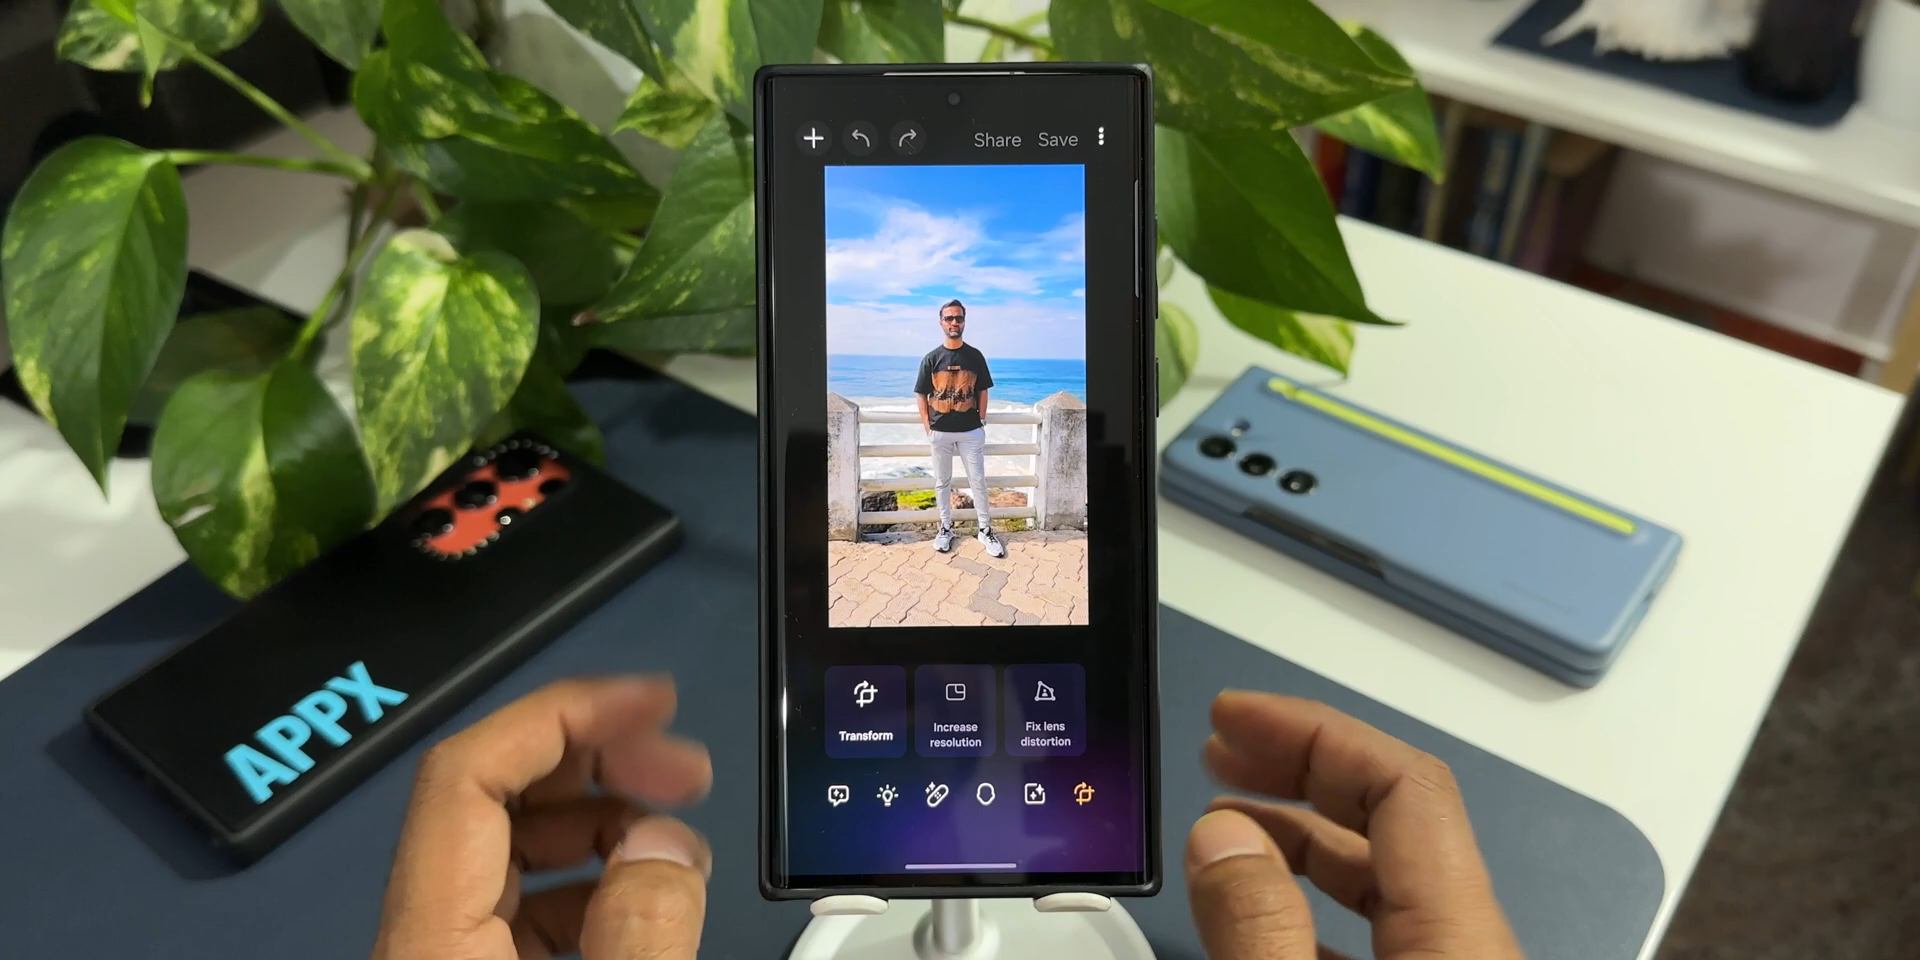 Share Save
Transform
Increase
resolution
Fix lens
distortion
APPX